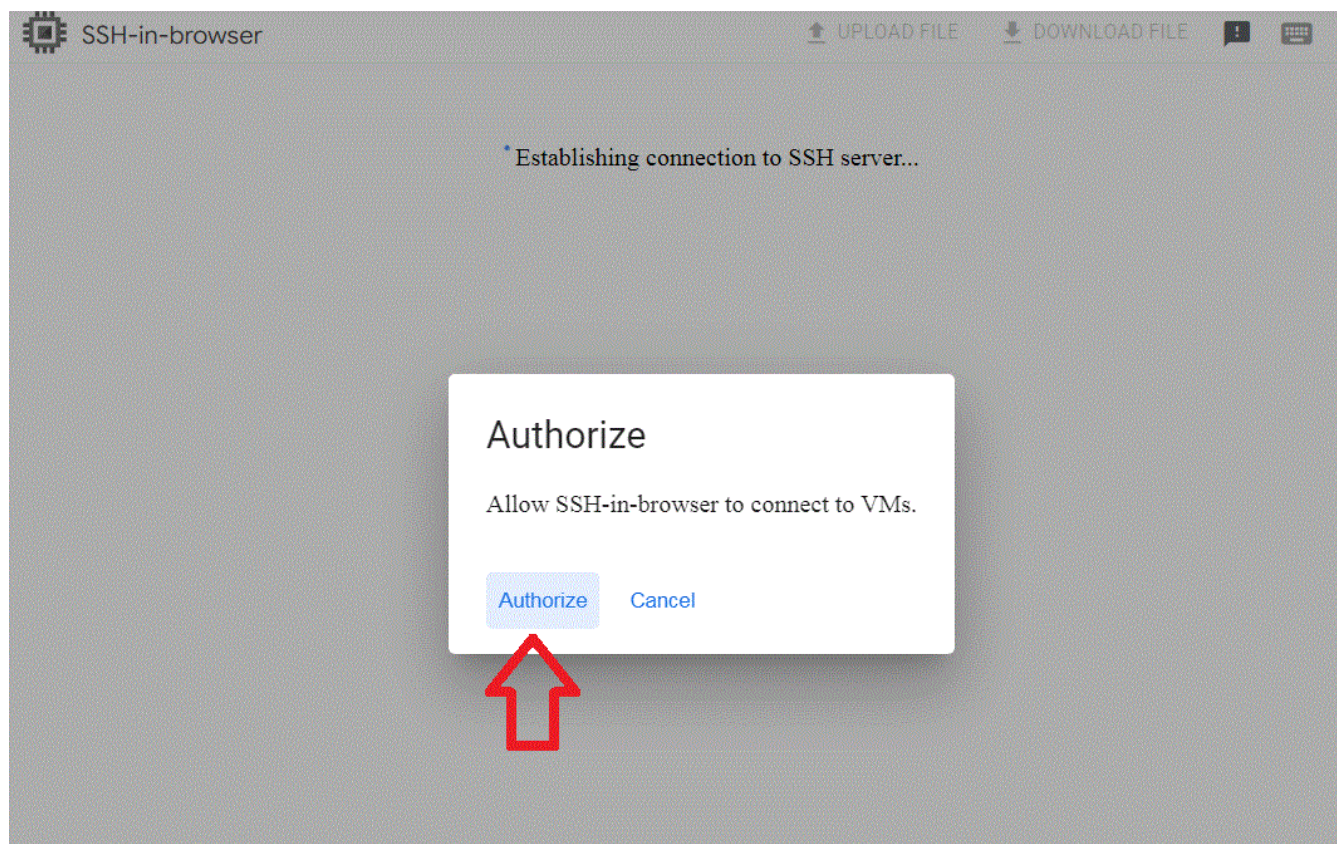 SSH-in-browser UPLOAD FILE DOWNLOAD FILE
Establishing connection to SSH server...
Authorize
Allow SSH-in-browser to connect to VMs.
Authorize Cancel